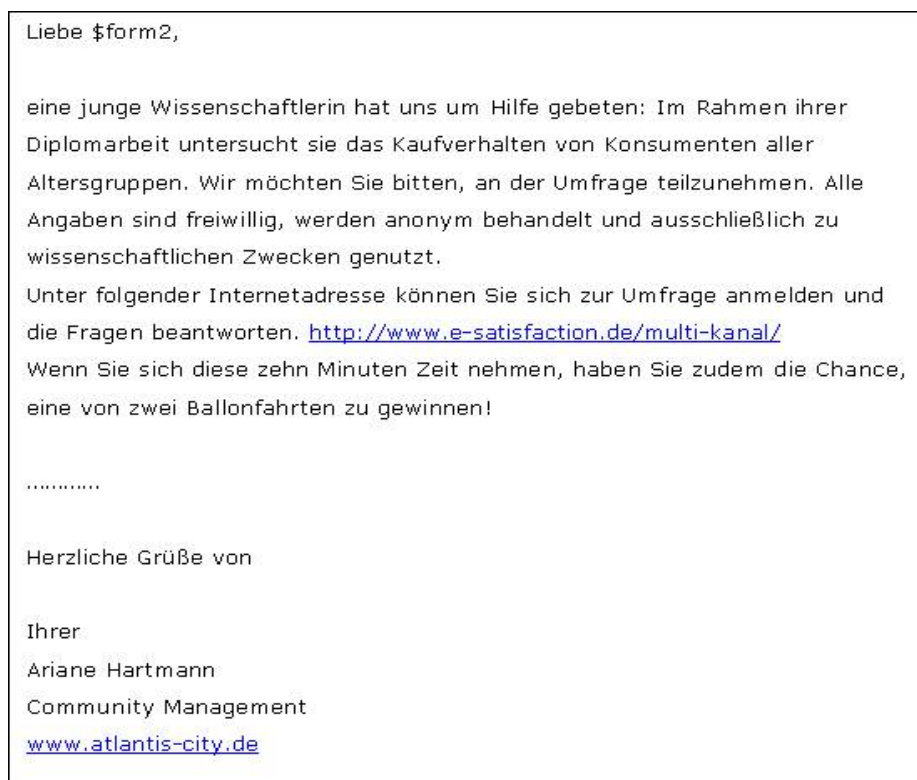 Liebe $form2,
eine junge Wissenschaftlerin hat uns um Hilfe gebeten: Im Rahmen ihrer
Diplomarbeit untersucht sie das Kaufverhalten von Konsumenten aller
Altersgruppen. Wir möchten Sie bitten, an der Umfrage teilzunehmen. Alle
Angaben sind freiwillig, werden anonym behandelt und ausschließlich zu
wissenschaftlichen Zwecken genutzt.
Unter folgender Internetadresse können Sie sich zur Umfrage anmelden und
die Fragen beantworten. http://www.e-satisfaction.de/multi-kanal/
Wenn Sie sich diese zehn Minuten Zeit nehmen, haben Sie zudem die Chance,
eine von zwei Ballonfahrten zu gewinnen!
............
Herzliche Grüße von
Ihrer
Ariane Hartmann
Community Management
www.atlantis-city.de